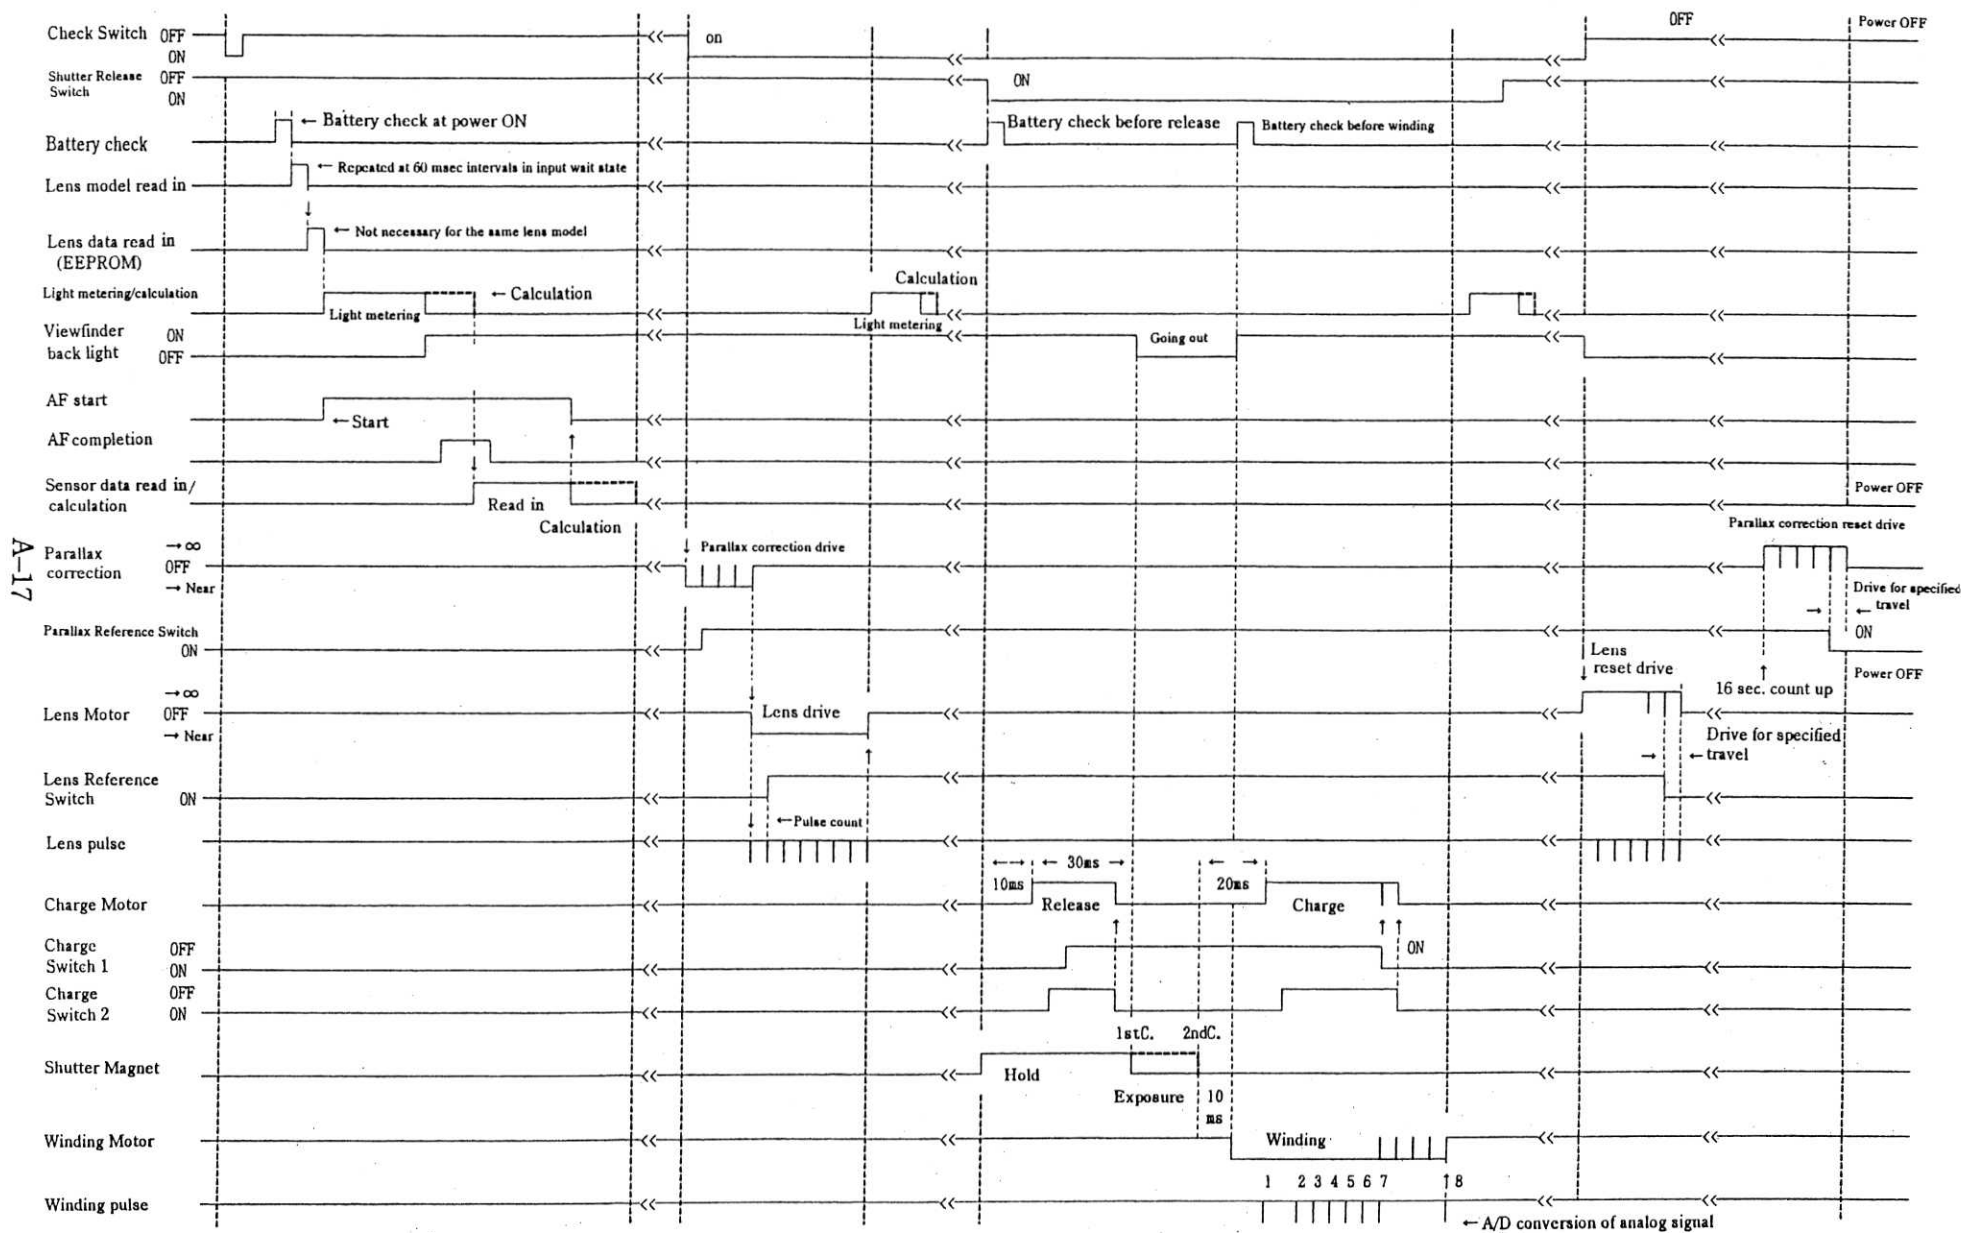 OFF
Power OFF
Check Switch OFF
on
ON
Shutter Release OFF
Switch
ON
ON
Battery check
← Battery check at power ON
Battery check before release
Battery check before winding
Lens model read in
← Repeated at 60 msec intervals in input wait state
Lens data read in
(EEPROM)
← Not necessary for the same lens model
Light metering/calculation
Light metering
← Calculation
Calculation
Light metering
Viewfinder ON
back light OFF
Going out
AF start
← Start
AF completion
Sensor data read in/
calculation
Read in
Calculation
Power OFF
Parallax correction reset drive
Parallax
correction
→ ∞
OFF
→ Near
Parallax correction drive
Drive for specified
→ ← travel
Parallax Reference Switch
ON
ON
Power OFF
Lens
reset drive
16 sec. count up
Lens Motor
→ ∞
OFF
→ Near
Lens drive
Drive for specified
→ ← travel
Lens Reference
Switch ON
← Pulse count
Lens pulse
10ms
30ms
20ms
Charge Motor
Release
Charge
Charge OFF
Switch 1 ON
ON
Charge OFF
Switch 2 ON
1stC. 2ndC.
Shutter Magnet
Hold
Exposure
10
ms
Winding Motor
Winding
1 2 3 4 5 6 7 8
Winding pulse
← A/D conversion of analog signal
A-17